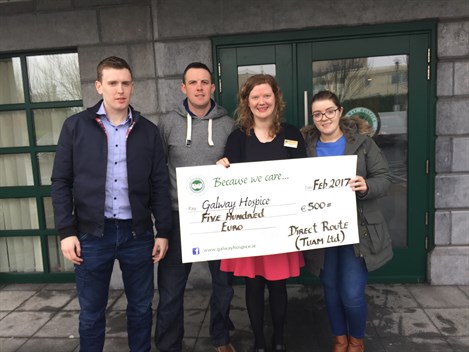 Because we care...
Feb 2017
Galway Hospice
Five Hundred
€ 500=
Euro
Direct Route
(Tuam Ltd)
www.galwayhospice.ie